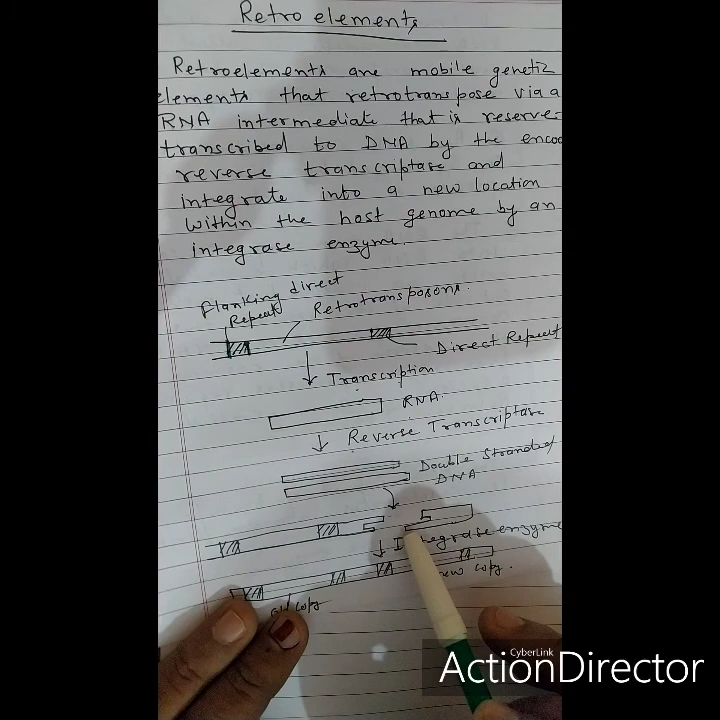 Retro elements
Retroelements are mobile genetic
elements that retrotranspose via a
RNA intermediate that is reserves
transcribed to DNA by the encod
reverse transcriptase and
integrate into a new location
within the host genome by an
integrase enzyme.
Flanking direct
Repeat
Retrotransposons.
Direct Repeat
Transcription
RNA.
Reverse Transcriptase
Double Stranded
DNA
Integrase enzyme
new copy.
Old copy
CyberLink
ActionDirector